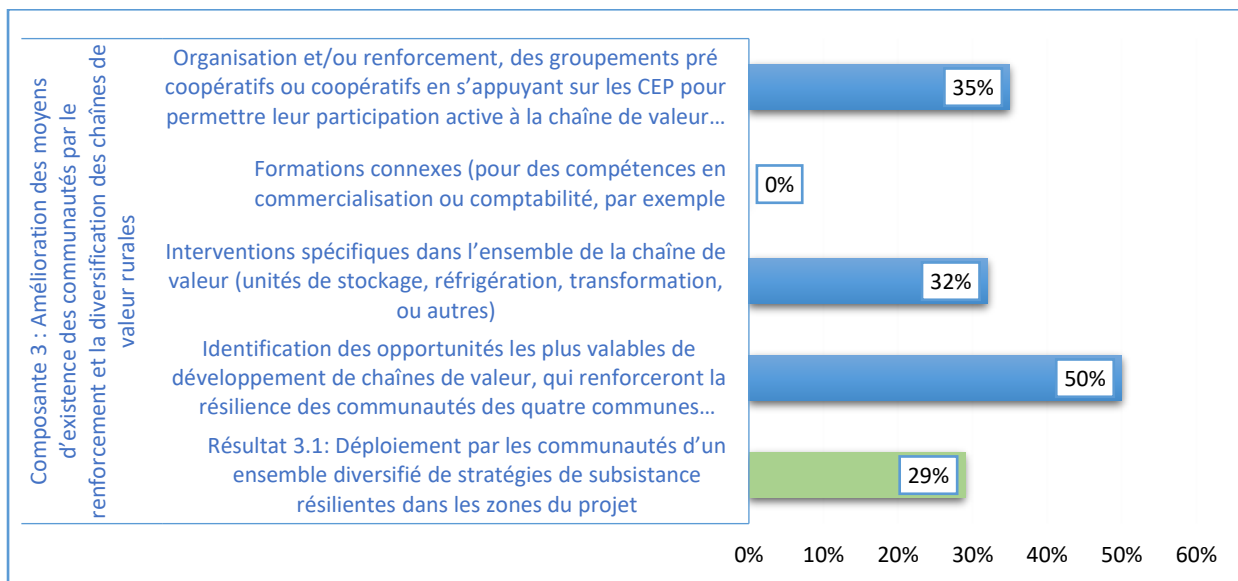 Composante 3 : Amélioration des moyens
d'existence des communautés par le
renforcement et la diversification des chaînes de
valeur rurales
Organisation et/ou renforcement, des groupements pré
coopératifs ou coopératifs en s'appuyant sur les CEP pour
permettre leur participation active à la chaîne de valeur…
35%
Formations connexes (pour des compétences en
commercialisation ou comptabilité, par exemple
0%
Interventions spécifiques dans l'ensemble de la chaîne de
valeur (unités de stockage, réfrigération, transformation,
ou autres)
32%
Identification des opportunités les plus valables de
développement de chaînes de valeur, qui renforceront la
résilience des communautés des quatre communes…
50%
Résultat 3.1: Déploiement par les communautés d'un
ensemble diversifié de stratégies de subsistance
résilientes dans les zones du projet
29%
0% 10% 20% 30% 40% 50% 60%